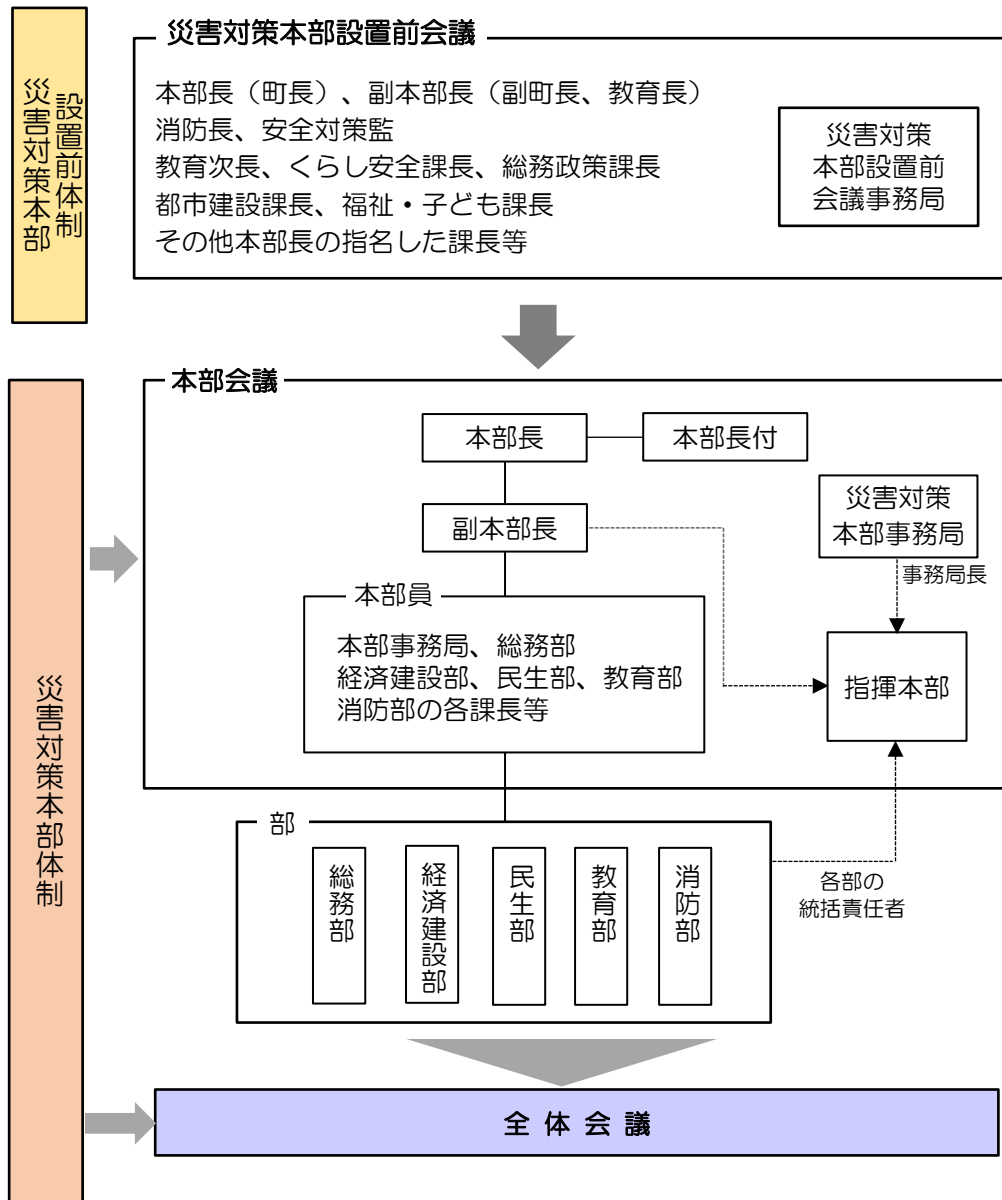 災害対策本部
設置前体制
災害対策本部設置前会議
本部長（町長）、副本部長（副町長、教育長）
消防長、安全対策監
教育次長、くらし安全課長、総務政策課長
都市建設課長、福祉・子ども課長
その他本部長の指名した課長等
災害対策
本部設置前
会議事務局
災害対策本部体制
本部会議
本部長
本部長付
副本部長
災害対策
本部事務局
事務局長
本部員
本部事務局、総務部
経済建設部、民生部、教育部
消防部の各課長等
指揮本部
部
総務部
経済建設部
民生部
教育部
消防部
各部の
統括責任者
全体会議